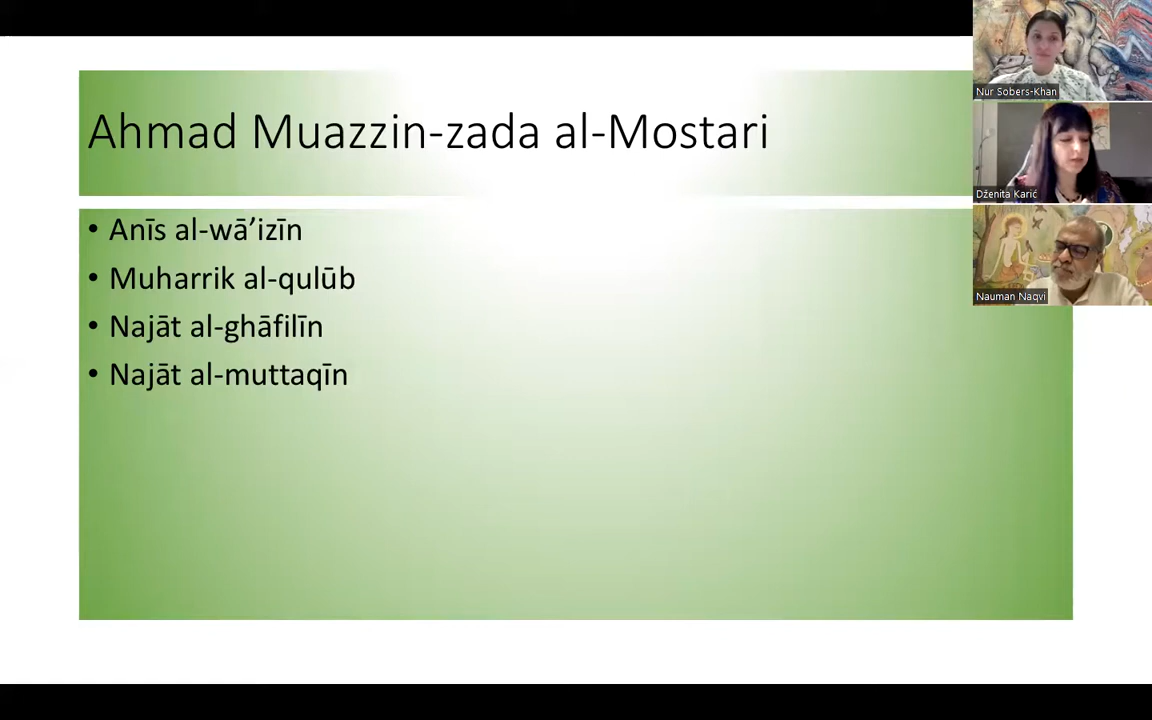 Ahmad Muazzin-zada al-Mostari
• Anīs al-wā’izīn
• Muharrik al-qulūb
• Najāt al-ghāfilīn
• Najāt al-muttaqīn
Nur Sobers-Khan
Dženita Karić
Nauman Naqvi